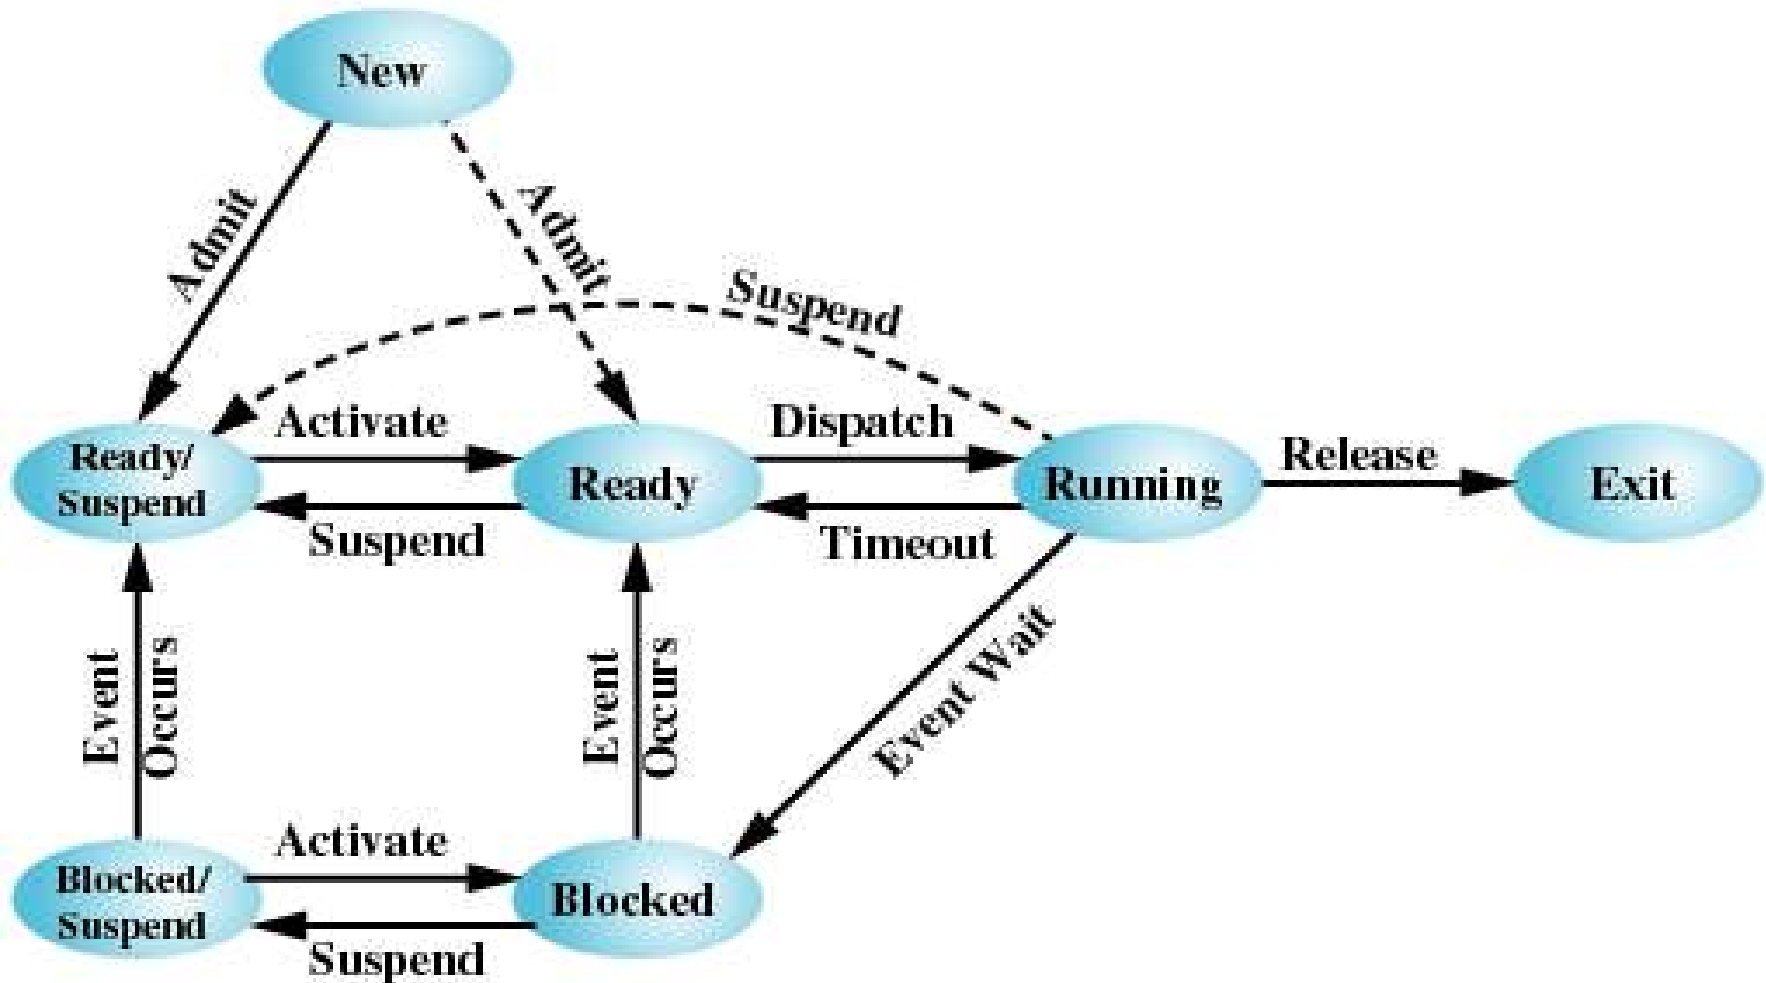 New
Admit
Admit
Suspend
Activate
Dispatch
Release
Ready/
Suspend
Ready
Running
Exit
Suspend
Timeout
Event
Occurs
Event
Occurs
Event Wait
Activate
Blocked/
Suspend
Blocked
Suspend